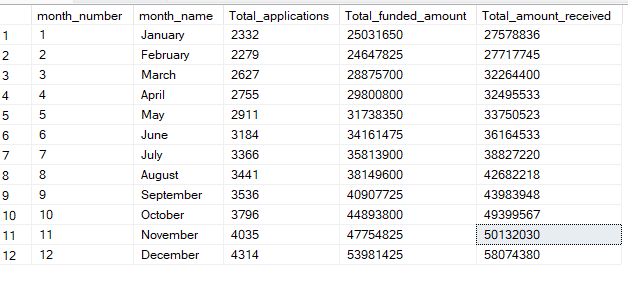 month_number month_name Total_applications Total_funded_amount Total_amount_received
1 1 January 2332 25031650 27578836
2 2 February 2279 24647825 27717745
3 3 March 2627 28875700 32264400
4 4 April 2755 29800800 32495533
5 5 May 2911 31738350 33750523
6 6 June 3184 34161475 36164533
7 7 July 3366 35813900 38827220
8 8 August 3441 38149600 42682218
9 9 September 3536 40907725 43983948
10 10 October 3796 44893800 49399567
11 11 November 4035 47754825 50132030
12 12 December 4314 53981425 58074380